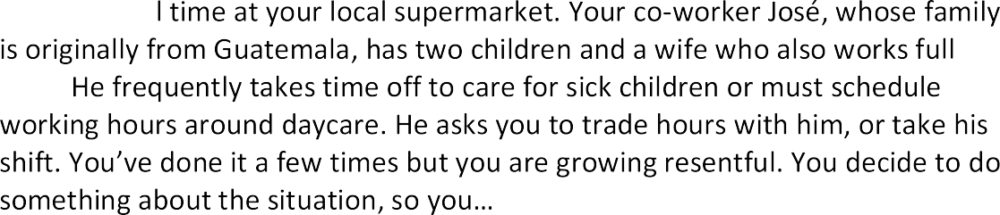 l time at your local supermarket. Your co-worker José, whose family
is originally from Guatemala, has two children and a wife who also works full
He frequently takes time off to care for sick children or must schedule
working hours around daycare. He asks you to trade hours with him, or take his
shift. You’ve done it a few times but you are growing resentful. You decide to do
something about the situation, so you…